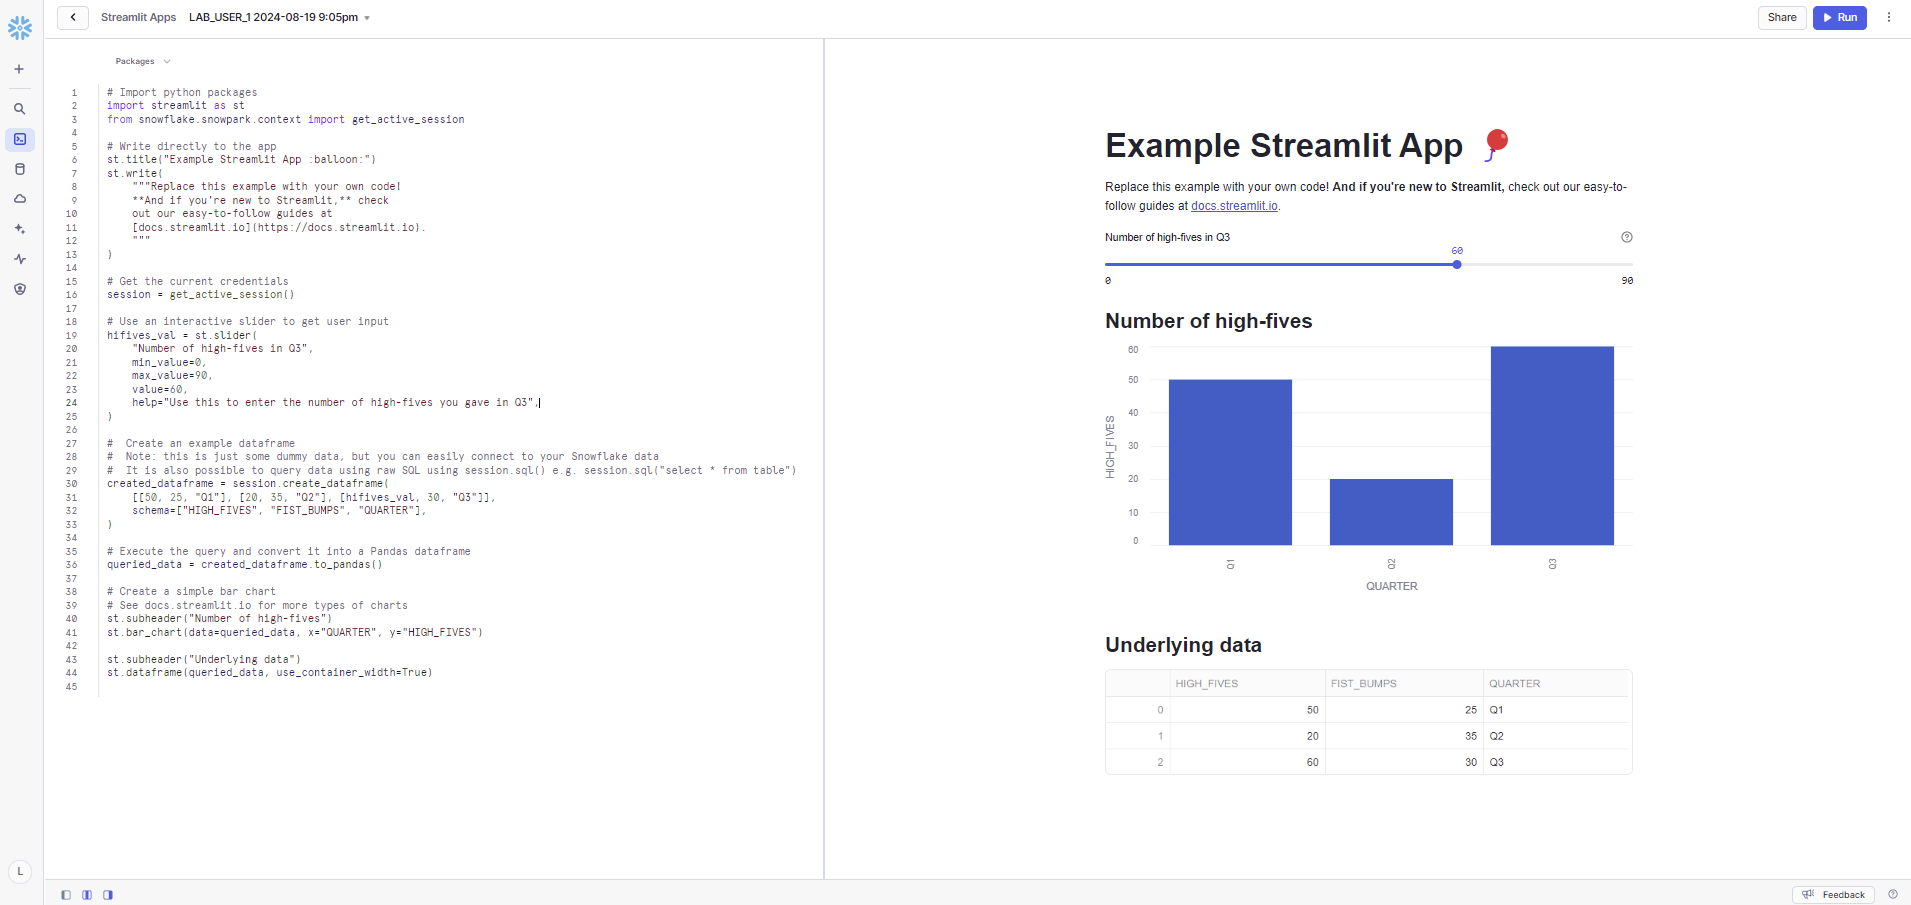 Streamlit Apps LAB_USER_1 2024-08-19 9:05pm
Share Run
Packages
1 # Import python packages
2 import streamlit as st
3 from snowflake.snowpark.context import get_active_session
4
5 # Write directly to the app
6 st.title("Example Streamlit App :balloon:")
7 st.write(
8 """Replace this example with your own code!
9 **And if you're new to Streamlit,** check
10 out our easy-to-follow guides at
11 [docs.streamlit.io](https://docs.streamlit.io).
12 """
13 )
14
15 # Get the current credentials
16 session = get_active_session()
17
18 # Use an interactive slider to get user input
19 hifives_val = st.slider(
20 "Number of high-fives in Q3",
21 min_value=0,
22 max_value=90,
23 value=60,
24 help="Use this to enter the number of high-fives you gave in Q3",
25 )
26
27 #  Create an example dataframe
28 #  Note: this is just some dummy data, but you can easily connect to your Snowflake data
29 #  It is also possible to query data using raw SQL using session.sql() e.g. session.sql("select * from table")
30 created_dataframe = session.create_dataframe(
31 [[50, 25, "Q1"], [20, 35, "Q2"], [hifives_val, 30, "Q3"]],
32 schema=["HIGH_FIVES", "FIST_BUMPS", "QUARTER"],
33 )
34
35 # Execute the query and convert it into a Pandas dataframe
36 queried_data = created_dataframe.to_pandas()
37
38 # Create a simple bar chart
39 # See docs.streamlit.io for more types of charts
40 st.subheader("Number of high-fives")
41 st.bar_chart(data=queried_data, x="QUARTER", y="HIGH_FIVES")
42
43 st.subheader("Underlying data")
44 st.dataframe(queried_data, use_container_width=True)
45
Example Streamlit App
Replace this example with your own code! And if you're new to Streamlit, check out our easy-to-
follow guides at docs.streamlit.io.
Number of high-fives in Q3
60
0 90
Number of high-fives
60
50
40
30
20
10
0
HIGH_FIVES
Q1 Q2 Q3
QUARTER
Underlying data
HIGH_FIVES FIST_BUMPS QUARTER
0 50 25 Q1
1 20 35 Q2
2 60 30 Q3
L
Feedback